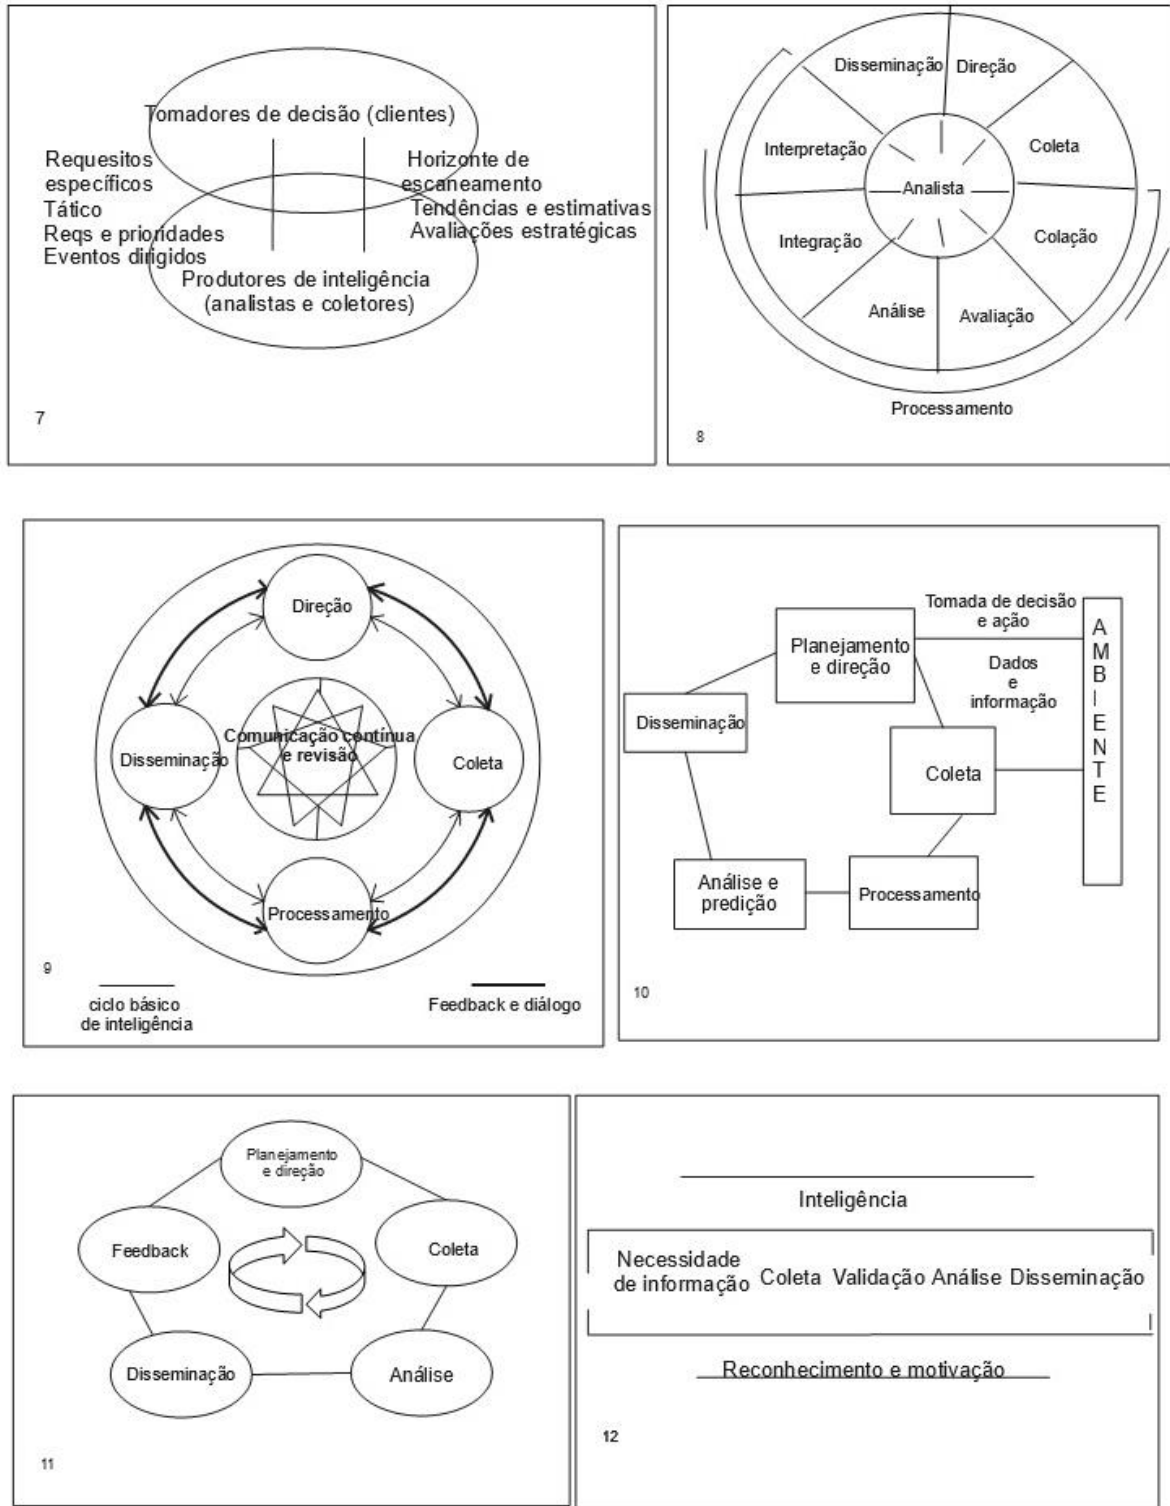 Tomadores de decisão (clientes)
Requesitos
específicos
Tático
Reqs e prioridades
Eventos dirigidos
Horizonte de
escaneamento
Tendências e estimativas
Avaliações estratégicas
Produtores de inteligência
(analistas e coletores)
7
Disseminação
Direção
Interpretação
Coleta
Analista
Integração
Colação
Análise
Avaliação
Processamento
8
Direção
Comunicação contínua
e revisão
Disseminação
Coleta
Processamento
9
ciclo básico
de inteligência
Feedback e diálogo
Tomada de decisão
e ação
Planejamento
e direção
Dados
e
informação
AMBIENTE
Disseminação
Coleta
Análise e
predição
Processamento
10
Planejamento
e direção
Feedback
Coleta
Disseminação
Análise
11
Inteligência
Necessidade
de informação
Coleta Validação Análise Disseminação
Reconhecimento e motivação
12